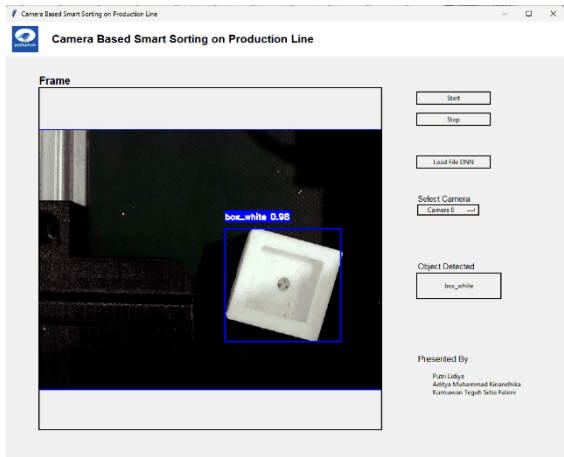 Camera Based Smart Sorting on Production Line
Camera Based Smart Sorting on Production Line
Frame
box_white 0.98
Start
Stop
Load File DNN
Select Camera
Camera 0
Object Detected
box_white
Presented By :
Putri Lidiya
Aditya Muhammad Kinandhika
Kurniawan Teguh Setia Fatoni